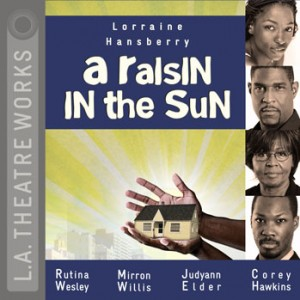 L.A. THEATRE WORKS
Lorraine
Hansberry
a RaISIN
IN the SuN
Rutina Wesley
Mirron Willis
Judyann Elder
Corey Hawkins